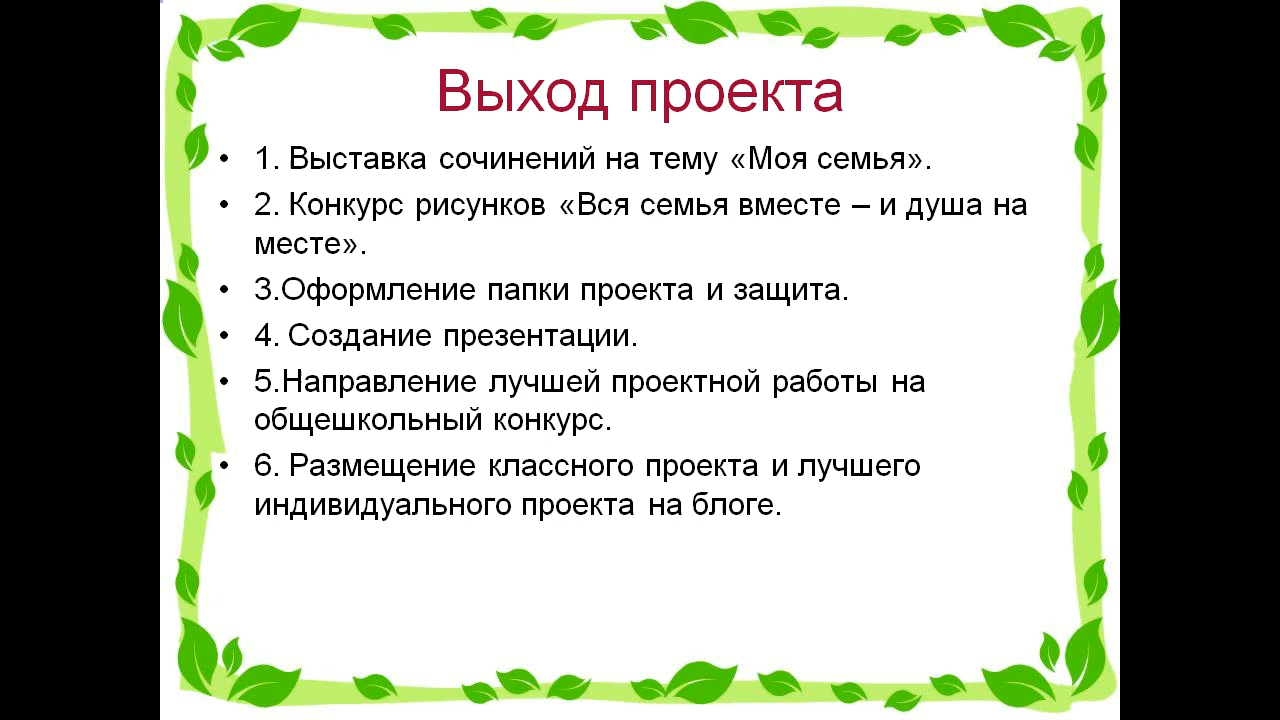 Выход проекта
• 1. Выставка сочинений на тему «Моя семья».
• 2. Конкурс рисунков «Вся семья вместе – и душа на
месте».
• 3.Оформление папки проекта и защита.
• 4. Создание презентации.
• 5.Направление лучшей проектной работы на
общешкольный конкурс.
• 6. Размещение классного проекта и лучшего
индивидуального проекта на блоге.